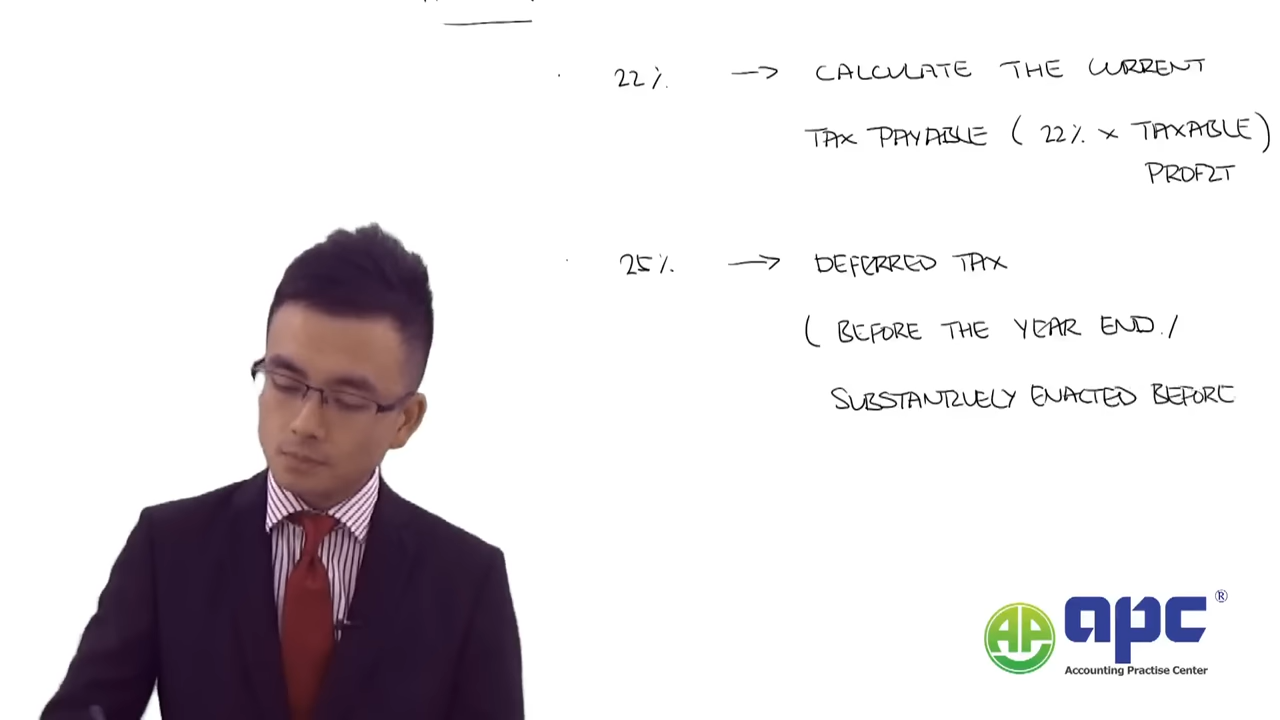 22% → CALCULATE THE CURRENT
TAX PAYABLE ( 22% × TAXABLE )
PROFIT
25% → DEFERRED TAX
( BEFORE THE YEAR END. /
SUBSTANTIVELY ENACTED BEFORE
AP apc ®
Accounting Practise Center